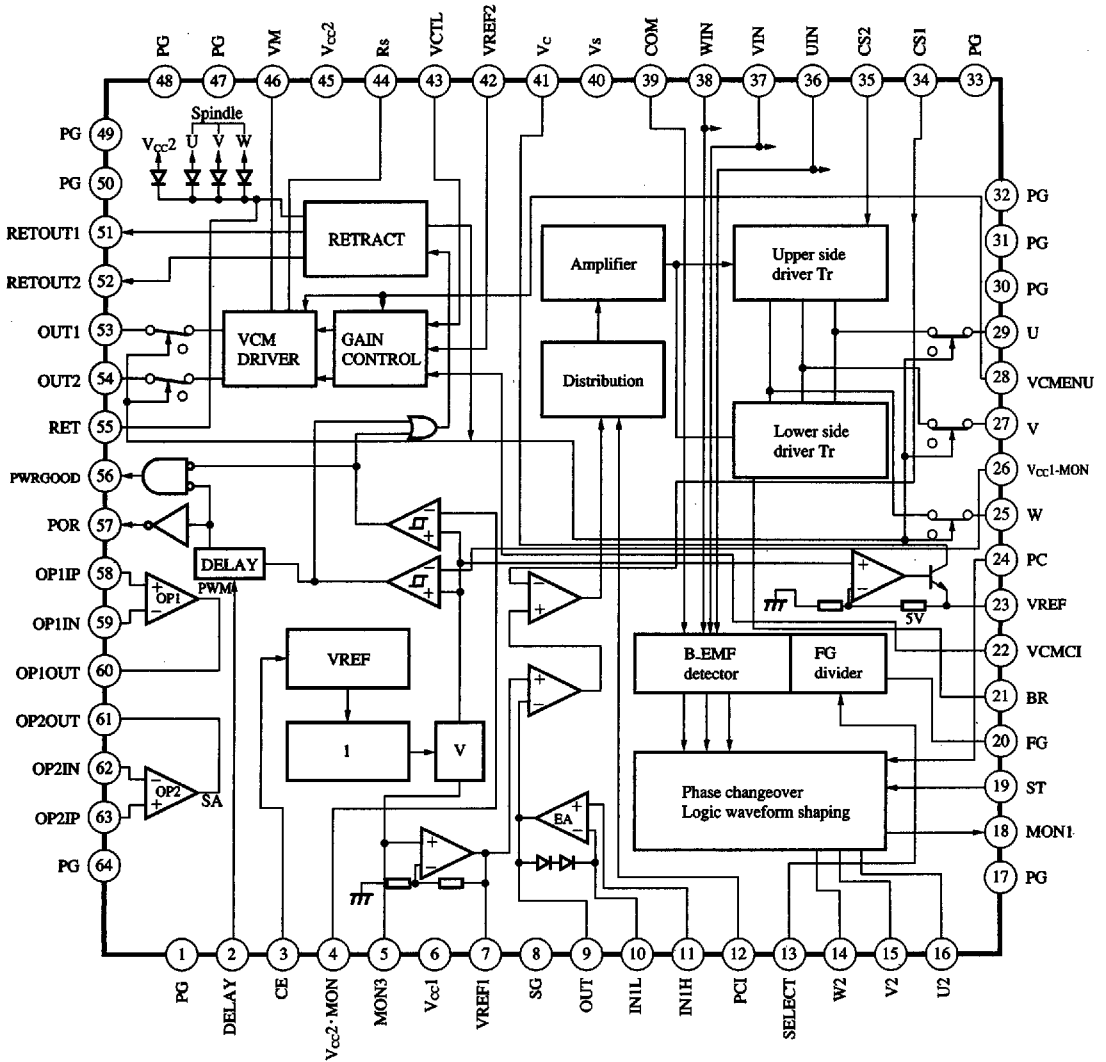 PG
PG
VM
Vcc2
Rs
VCTL
VREF2
Vc
Vs
COM
WIN
VIN
UIN
CS2
CS1
PG
48
47
46
45
44
43
42
41
40
39
38
37
36
35
34
33
PG 49
PG 50
RETOUT1 51
RETOUT2 52
OUT1 53
OUT2 54
RET 55
PWRGOOD 56
POR 57
OP1IP 58
OP1IN 59
OP1OUT 60
OP2OUT 61
OP2IN 62
OP2IP 63
PG 64
Spindle
Vcc2 U V W
RETRACT
VCM
DRIVER
GAIN
CONTROL
Amplifier
Distribution
Upper side
driver Tr
Lower side
driver Tr
DELAY
PWM
+
−
OP1
−
+
OP2
SA
−
+
−
+
VREF
1
V
−
+
+
−
+
−
5V
B-EMF
detector
FG
divider
Phase changeover
Logic waveform shaping
+
−
EA
+
−
32 PG
31 PG
30 PG
29 U
28 VCMENU
27 V
26 Vcc1-MON
25 W
24 PC
23 VREF
22 VCMCI
21 BR
20 FG
19 ST
18 MON1
17 PG
1
2
3
4
5
6
7
8
9
10
11
12
13
14
15
16
PG
DELAY
CE
Vcc2·MON
MON3
Vcc1
VREF1
SG
OUT
IN1L
IN1H
PCI
SELECT
W2
V2
U2